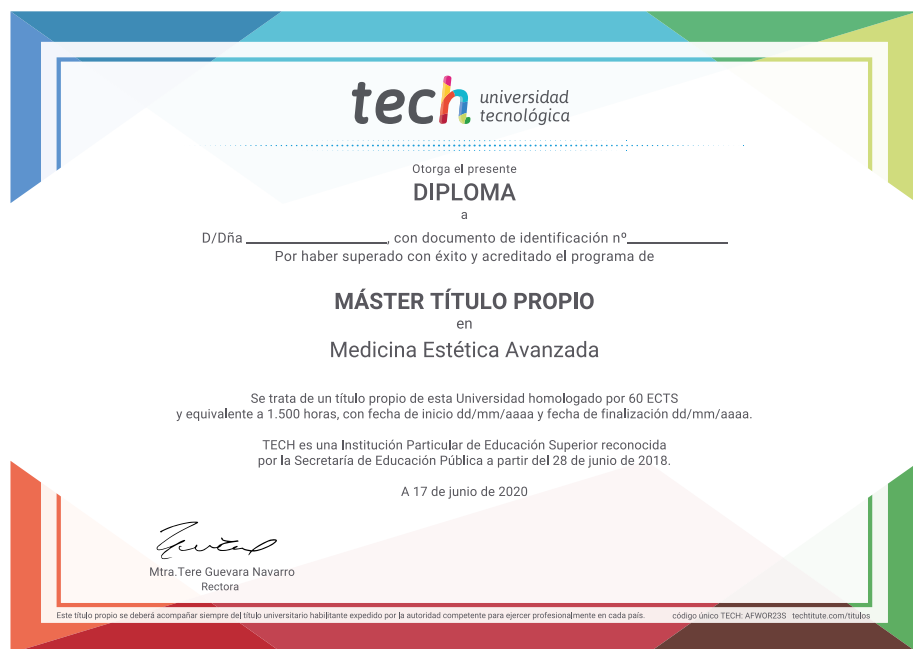 tech universidad
tecnológica
Otorga el presente
DIPLOMA
a
D/Dña ________________, con documento de identificación nº____________
Por haber superado con éxito y acreditado el programa de
MÁSTER TÍTULO PROPIO
en
Medicina Estética Avanzada
Se trata de un título propio de esta Universidad homologado por 60 ECTS
y equivalente a 1.500 horas, con fecha de inicio dd/mm/aaaa y fecha de finalización dd/mm/aaaa.
TECH es una Institución Particular de Educación Superior reconocida
por la Secretaría de Educación Pública a partir del 28 de junio de 2018.
A 17 de junio de 2020
Mtra.Tere Guevara Navarro
Rectora
Este título propio se deberá acompañar siempre del título universitario habilitante expedido por la autoridad competente para ejercer profesionalmente en cada país. código único TECH: AFWOR23S techtitute.com/titulos